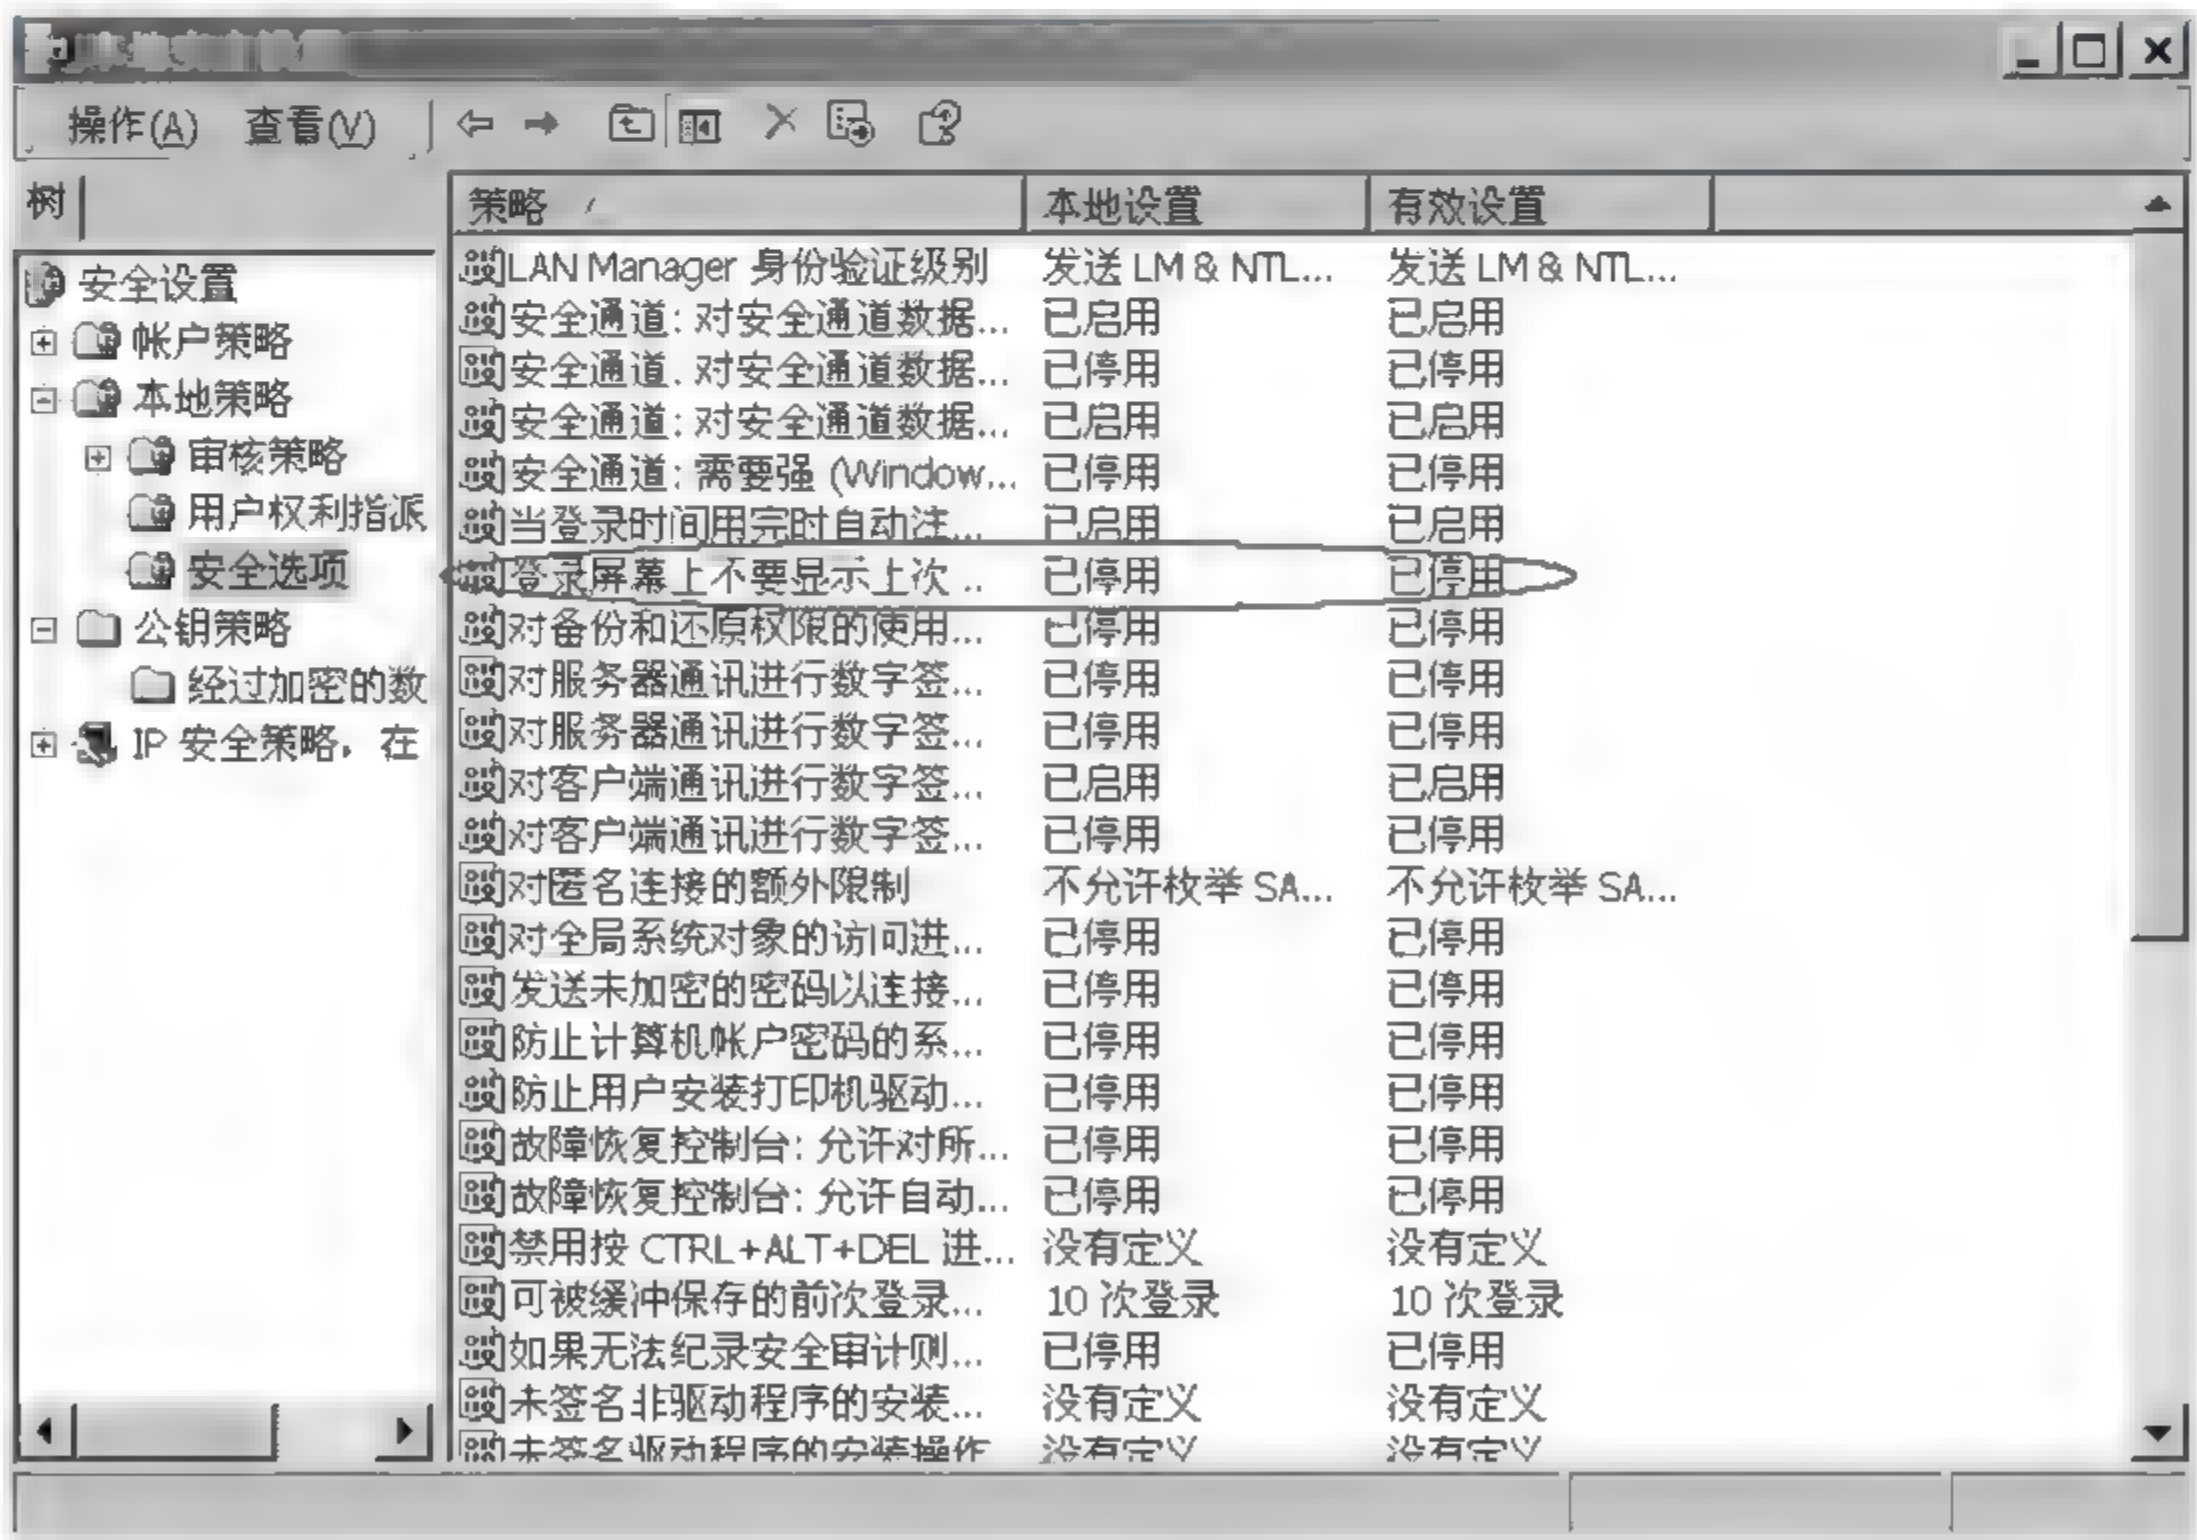 操作(A) 查看(V)
树
安全设置
帐户策略
本地策略
审核策略
用户权利指派
安全选项
公钥策略
经过加密的数
IP 安全策略，在
策略 本地设置 有效设置
LAN Manager 身份验证级别 发送 LM & NTL... 发送 LM & NTL...
安全通道: 对安全通道数据... 已启用 已启用
安全通道: 对安全通道数据... 已停用 已停用
安全通道: 对安全通道数据... 已启用 已启用
安全通道: 需要强 (Window... 已停用 已停用
当登录时间用完时自动注... 已启用 已启用
登录屏幕上不要显示上次 .. 已停用 已停用
对备份和还原权限的使用... 已停用 已停用
对服务器通讯进行数字签... 已停用 已停用
对服务器通讯进行数字签... 已停用 已停用
对客户端通讯进行数字签... 已启用 已启用
对客户端通讯进行数字签... 已停用 已停用
对匿名连接的额外限制 不允许枚举 SA... 不允许枚举 SA...
对全局系统对象的访问进... 已停用 已停用
发送未加密的密码以连接... 已停用 已停用
防止计算机帐户密码的系... 已停用 已停用
防止用户安装打印机驱动... 已停用 已停用
故障恢复控制台: 允许对所... 已停用 已停用
故障恢复控制台: 允许自动... 已停用 已停用
禁用按 CTRL+ALT+DEL 进... 没有定义 没有定义
可被缓冲保存的前次登录... 10 次登录 10 次登录
如果无法纪录安全审计则... 已停用 已停用
未签名非驱动程序的安装... 没有定义 没有定义
未签名驱动程序的安装操作 没有定义 没有定义